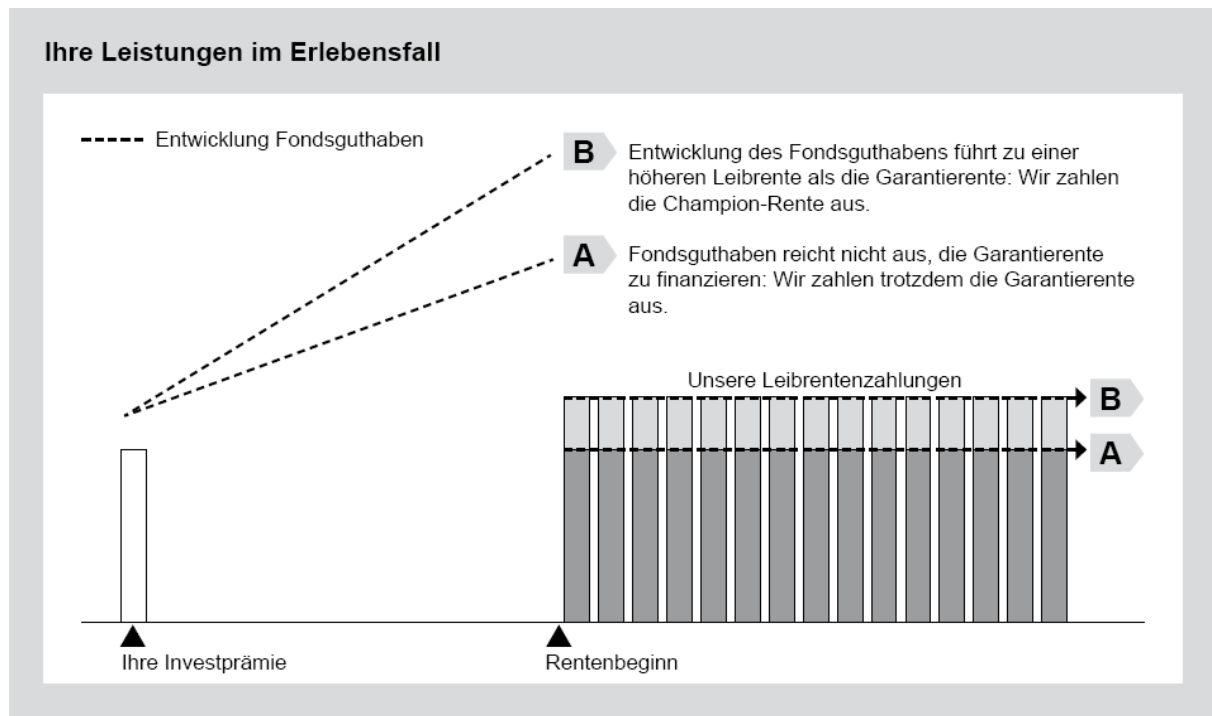 Ihre Leistungen im Erlebensfall
Entwicklung Fondsguthaben
B
Entwicklung des Fondsguthabens führt zu einer
höheren Leibrente als die Garantierente: Wir zahlen
die Champion-Rente aus.
A
Fondsguthaben reicht nicht aus, die Garantierente
zu finanzieren: Wir zahlen trotzdem die Garantierente
aus.
Unsere Leibrentenzahlungen
B
A
Ihre Investprämie
Rentenbeginn